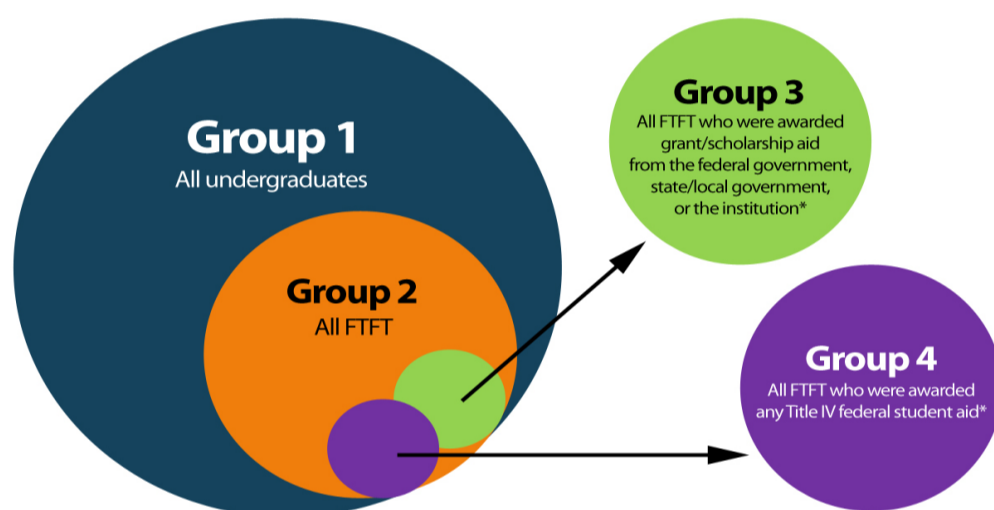 Group 1
All undergraduates
Group 2
All FTFT
Group 3
All FTFT who were awarded
grant/scholarship aid
from the federal government,
state/local government,
or the institution*
Group 4
All FTFT who were awarded
any Title IV federal student aid*